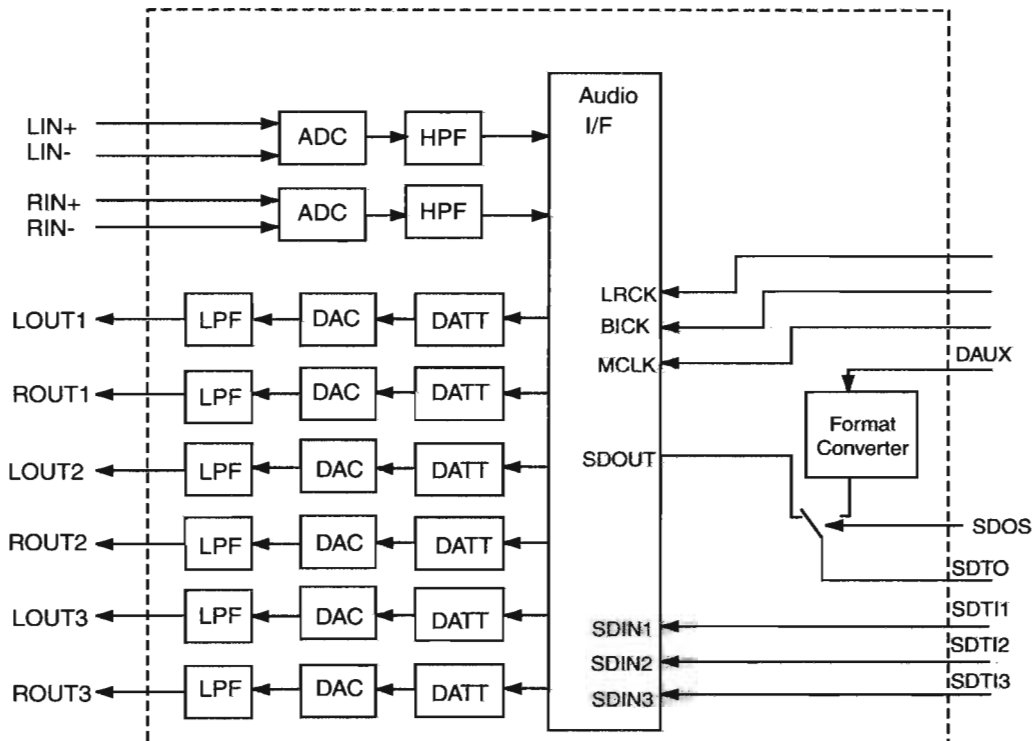 Audio
I/F
LIN+
LIN-
ADC
HPF
RIN+
RIN-
ADC
HPF
LRCK
BICK
MCLK
DAUX
Format
Converter
SDOUT
SDOS
SDTO
SDIN1
SDTI1
SDIN2
SDTI2
SDIN3
SDTI3
LOUT1
LPF
DAC
DATT
ROUT1
LPF
DAC
DATT
LOUT2
LPF
DAC
DATT
ROUT2
LPF
DAC
DATT
LOUT3
LPF
DAC
DATT
ROUT3
LPF
DAC
DATT